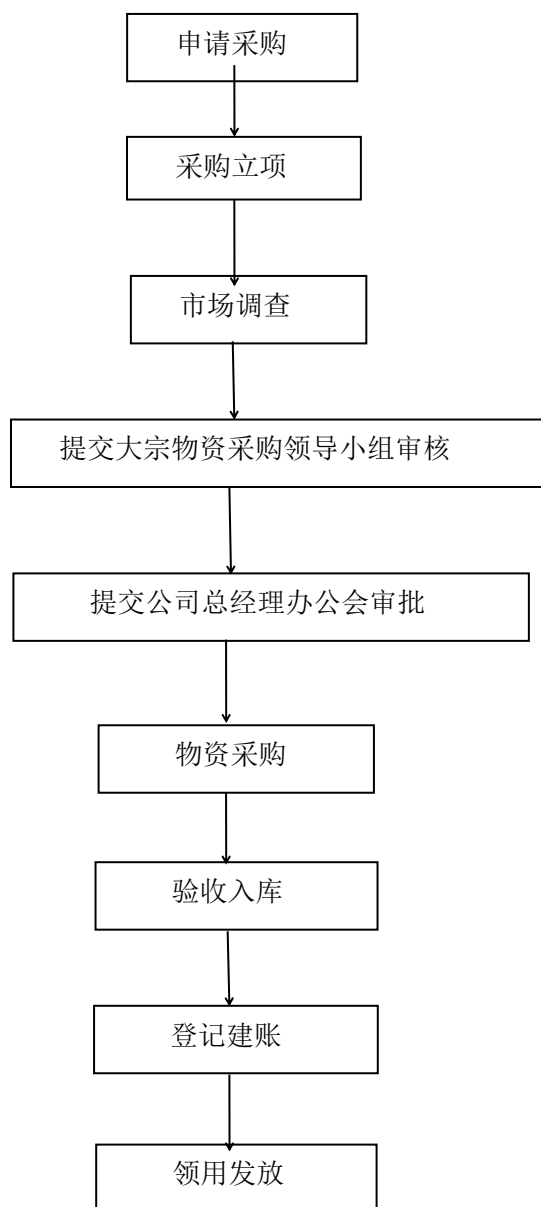 申请采购
采购立项
市场调查
提交大宗物资采购领导小组审核
提交公司总经理办公会审批
物资采购
验收入库
登记建账
领用发放